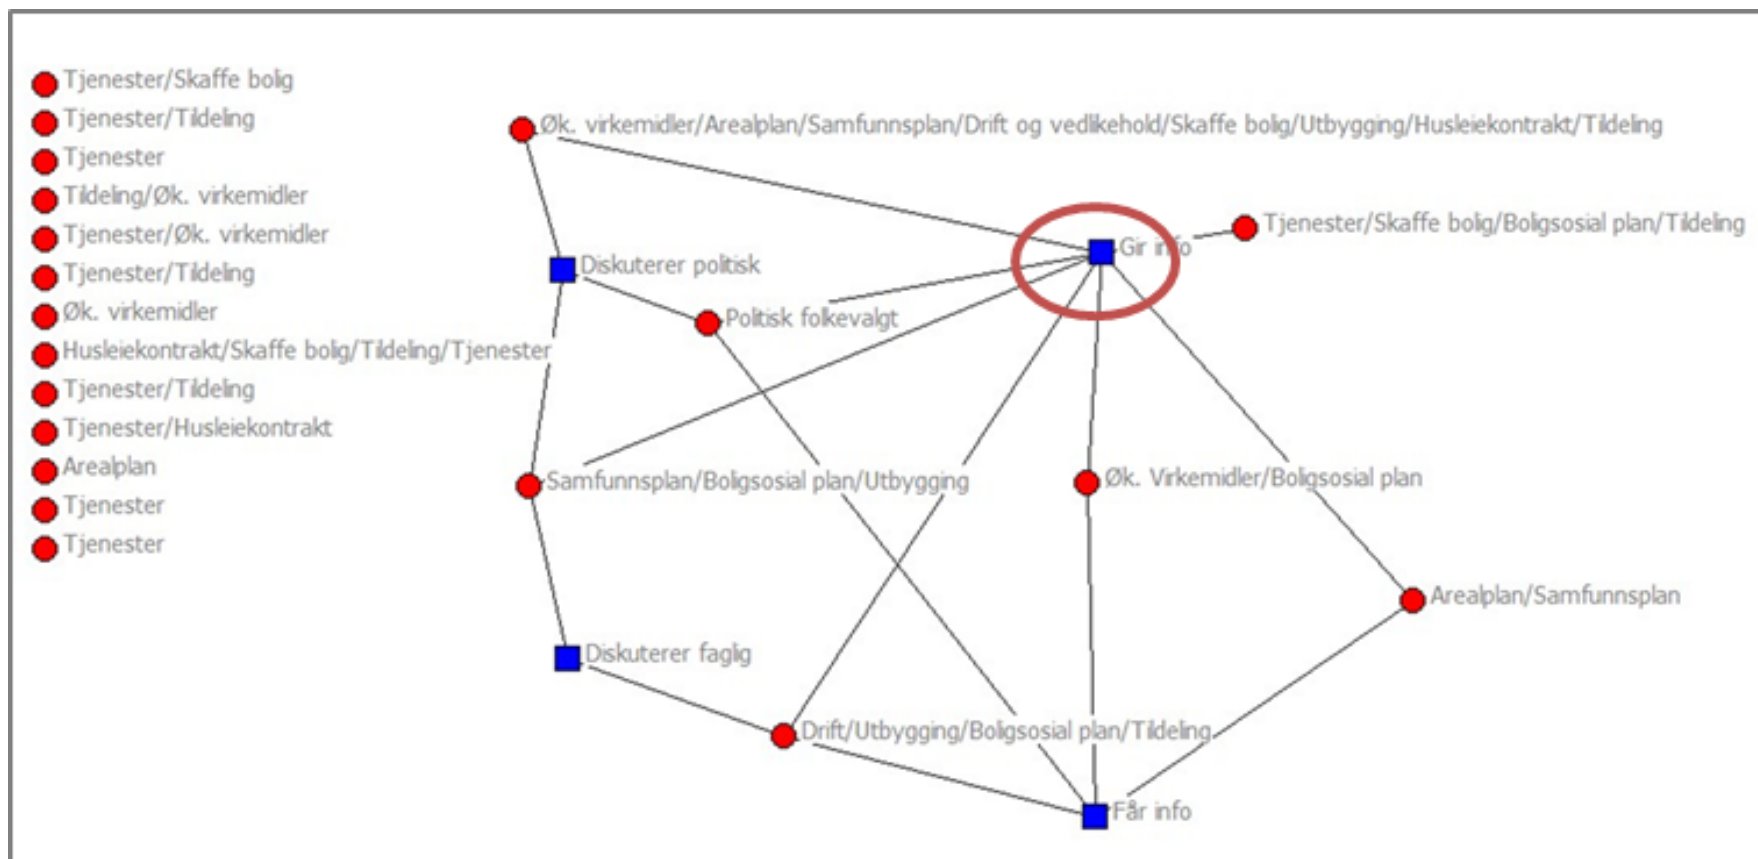 Tjenester/Skaffe bolig
Tjenester/Tildeling
Tjenester
Tildeling/Øk. virkemidler
Tjenester/Øk. virkemidler
Tjenester/Tildeling
Øk. virkemidler
Husleiekontrakt/Skaffe bolig/Tildeling/Tjenester
Tjenester/Tildeling
Tjenester/Husleiekontrakt
Arealplan
Tjenester
Tjenester
Øk. virkemidler/Arealplan/Samfunnsplan/Drift og vedlikehold/Skaffe bolig/Utbygging/Husleiekontrakt/Tildeling
Tjenester/Skaffe bolig/Boligsosial plan/Tildeling
Gir info
Diskuterer politisk
Politisk folkevalgt
Samfunnsplan/Boligsosial plan/Utbygging
Øk. Virkemidler/Boligsosial plan
Arealplan/Samfunnsplan
Diskuterer faglig
Drift/Utbygging/Boligsosial plan/Tildeling
Får info